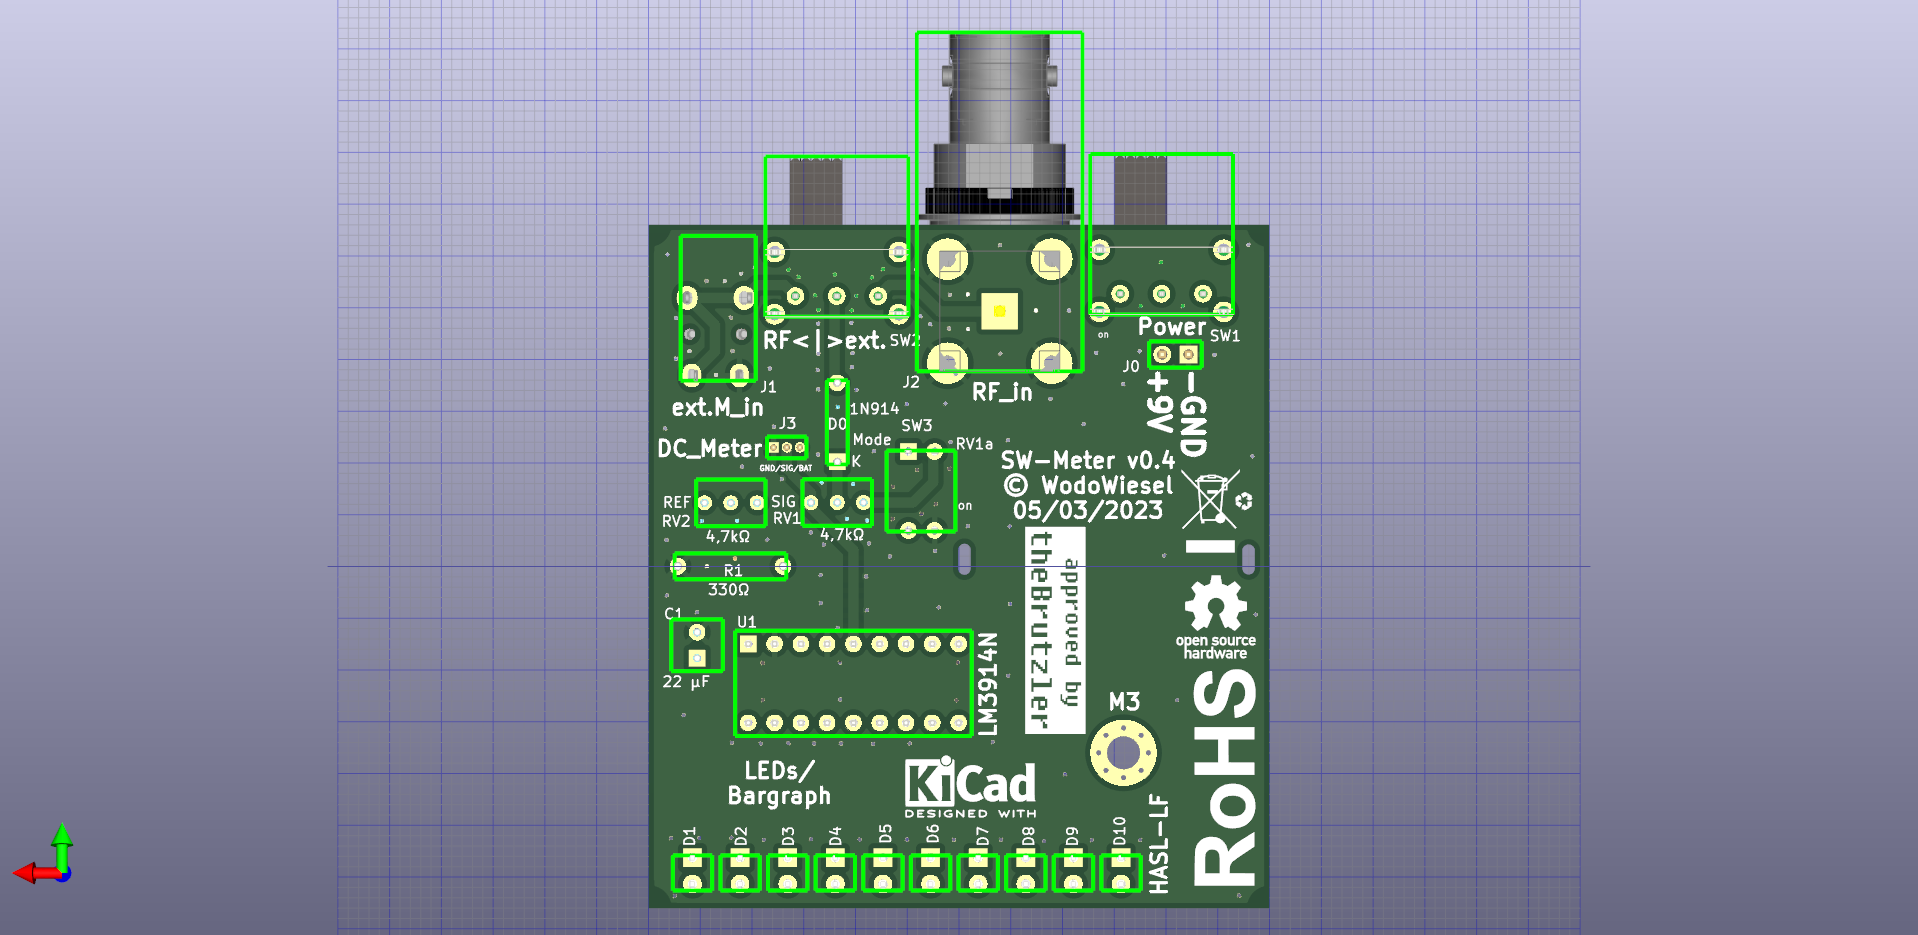 RF<|>ext.
SW2
Power
on
SW1
J0
+9V
-GND
J1
J2
RF_in
ext.M_in
1N914
D0
J3
SW3
Mode
RV1a
DC_Meter
K
GND/SIG/BAT
SW-Meter v0.4
© WodoWiesel
05/03/2023
REF
RV2
SIG
RV1
on
4,7kΩ
4,7kΩ
R1
330Ω
approved by
the8rutzler
C1
U1
22 µF
LM3914N
open source
hardware
M3
RoHS
LEDs/
Bargraph
KiCad
DESIGNED WITH
HASL-LF
D1
D2
D3
D4
D5
D6
D7
D8
D9
D10